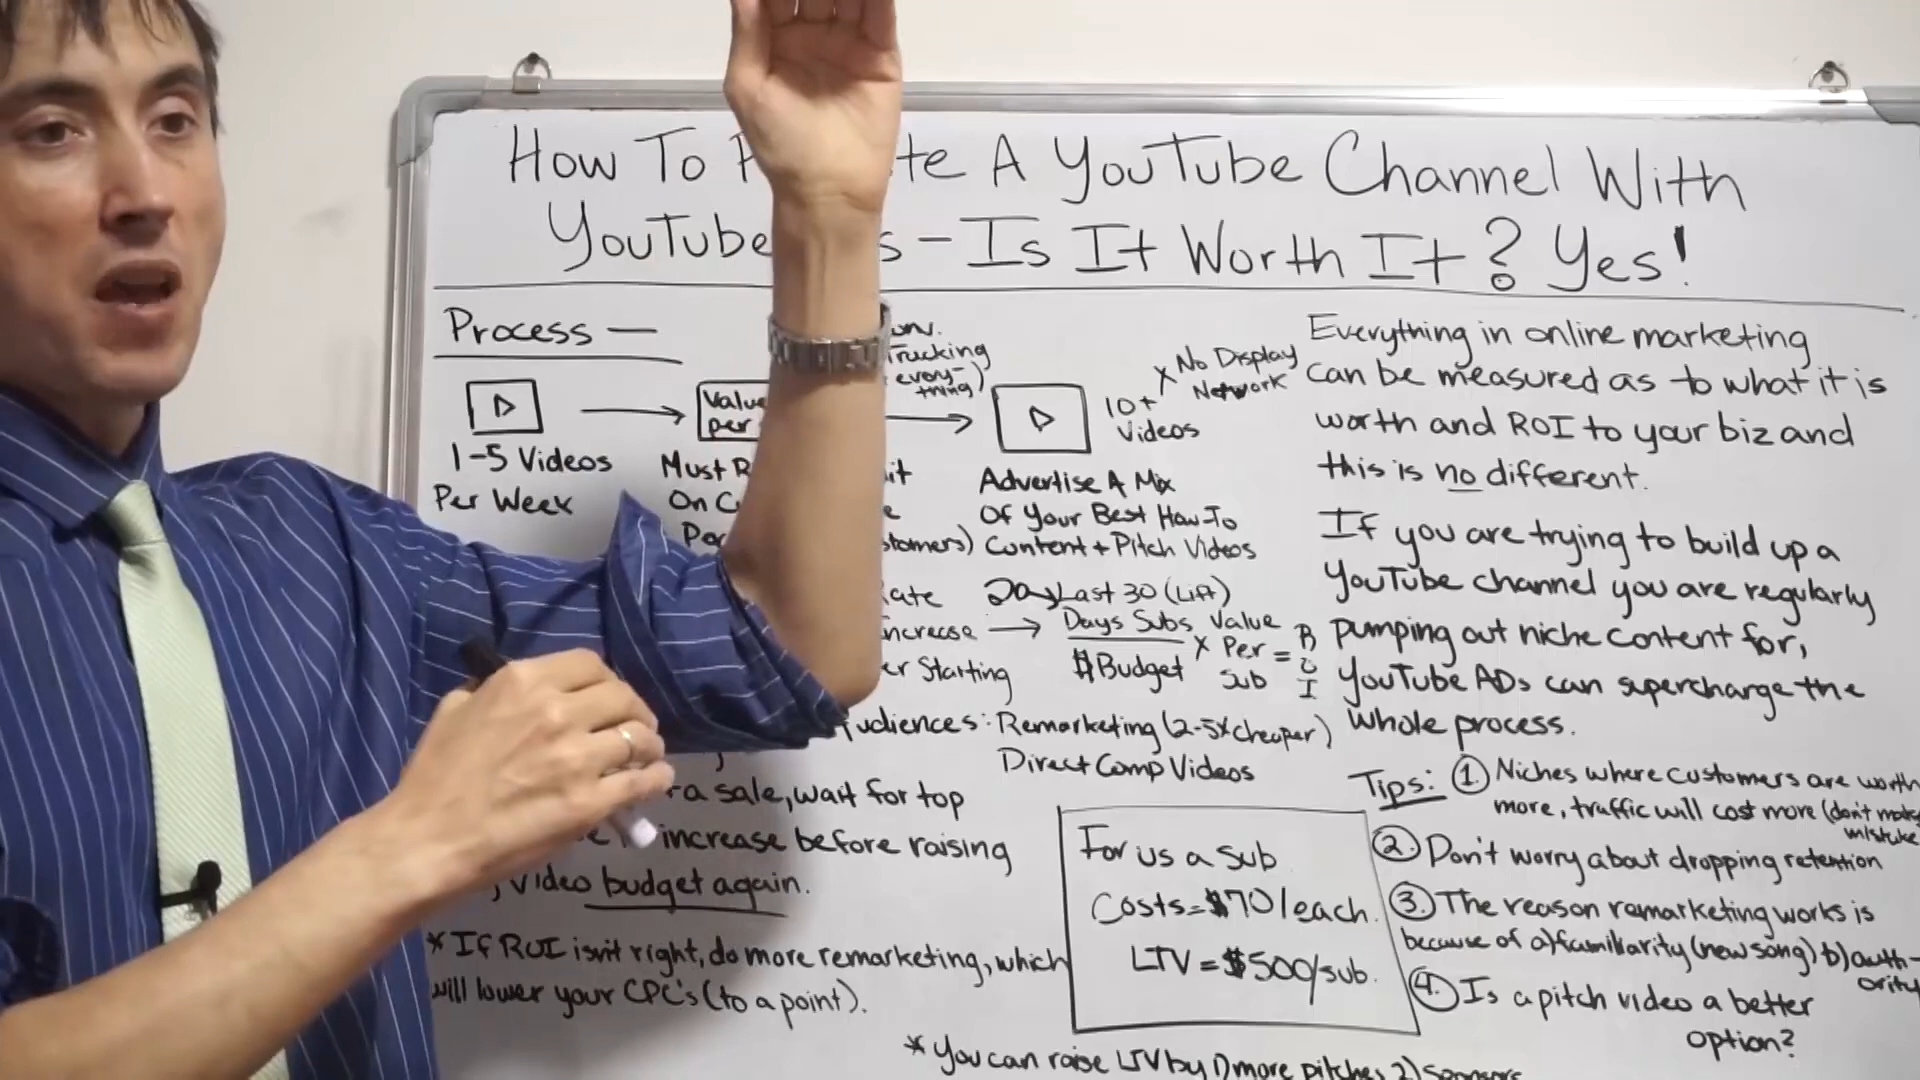 How To te A YouTube Channel With
YouTube s - Is It Worth It? Yes!
Process —
1-5 Videos
Per Week
Value
per
Must
On
Trucking
every-
thing)
stomers)
10+
Videos
x No Display
Network
Advertise A Mix
Of Your Best How-To
Content + Pitch Videos
Last 30 (Lift)
Days Subs Value
$Budget x Per = ROI
Sub
increase →
er Starting
udiences: Remarketing (2-5x cheaper)
Direct Comp Videos
a sale, wait for top
increase before raising
video budget again.
* If ROI isn't right, do more remarketing, which
will lower your CPC's (to a point).
For us a sub
Costs = $70/each.
LTV = $500/sub.
* You can raise LTV by 1) more pitches 2) sponsors
Everything in online marketing
can be measured as to what it is
worth and ROI to your biz and
this is no different.
If you are trying to build up a
YouTube channel you are regularly
pumping out niche content for,
YouTube ADs can supercharge the
whole process.
Tips: 1. Niches where customers are worth
more, traffic will cost more (don't make
mistake
2. Don't worry about dropping retention
3. The reason remarketing works is
because of a) familiarity (new song) b) auth-
ority
4. Is a pitch video a better
option?